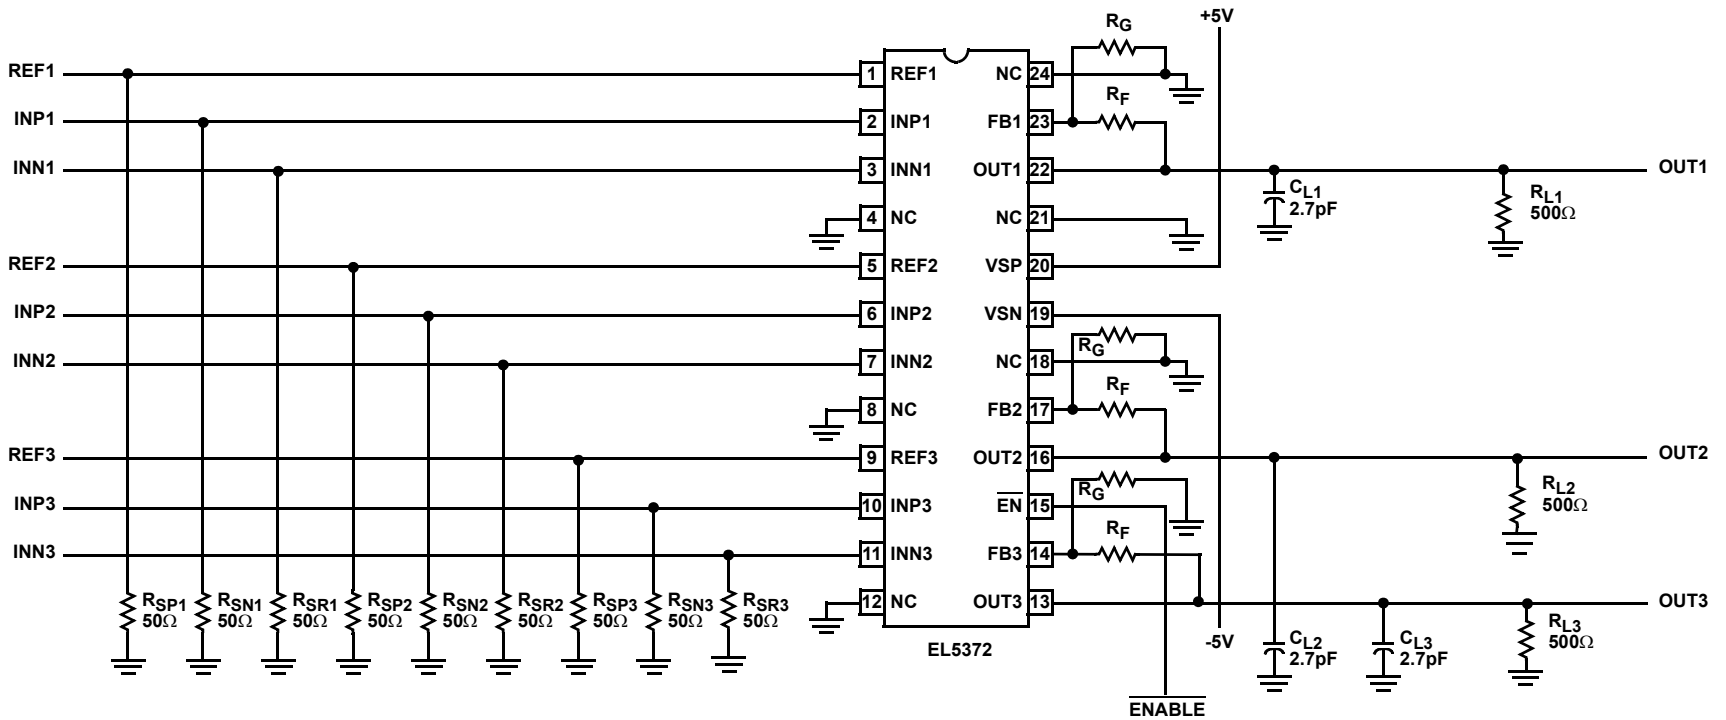 REF1
INP1
INN1
REF2
INP2
INN2
REF3
INP3
INN3
RSP1
50Ω
RSN1
50Ω
RSR1
50Ω
RSP2
50Ω
RSN2
50Ω
RSR2
50Ω
RSP3
50Ω
RSN3
50Ω
RSR3
50Ω
1 REF1
2 INP1
3 INN1
4 NC
5 REF2
6 INP2
7 INN2
8 NC
9 REF3
10 INP3
11 INN3
12 NC
NC 24
FB1 23
OUT1 22
NC 21
VSP 20
VSN 19
NC 18
FB2 17
OUT2 16
EN 15
FB3 14
OUT3 13
EL5372
RG
RF
+5V
RG
RF
RG
RF
-5V
ENABLE
CL1
2.7pF
RL1
500Ω
OUT1
OUT2
RL2
500Ω
OUT3
CL2
2.7pF
CL3
2.7pF
RL3
500Ω